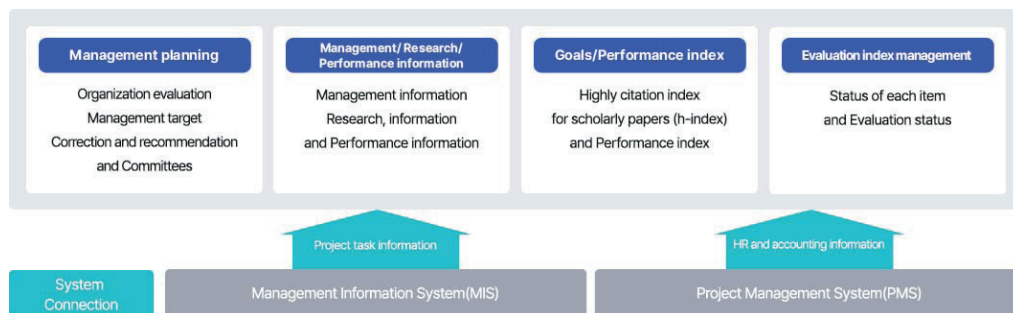 Management planning
Organization evaluation
Management target
Correction and recommendation
and Committees
Management/ Research/
Performance information
Management information
Research, information
and Performance information
Goals/Performance index
Highly citation index
for scholarly papers (h-index)
and Performance index
Evaluation index management
Status of each item
and Evaluation status
Project task information
HR and accounting information
System
Connection
Management Information System(MIS)
Project Management System(PMS)